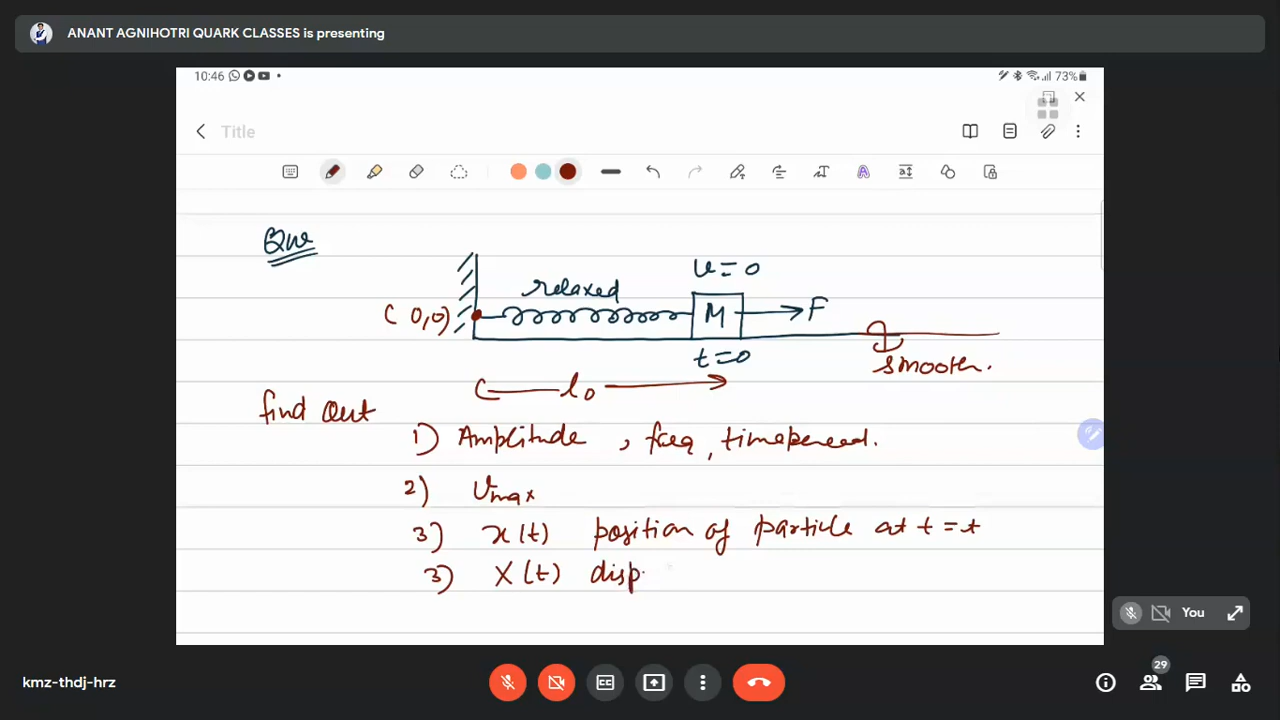 ANANT AGNIHOTRI QUARK CLASSES is presenting
10:46 73%
Title
Que
relaxed
u = 0
(0,0)
M
F
t = 0
smooth.
l₀
find Out
1) Amplitude , freq , timepereod.
2) Vmax
3) x(t) position of particle at t = t
3) X(t) disp
You
kmz-thdj-hrz
29